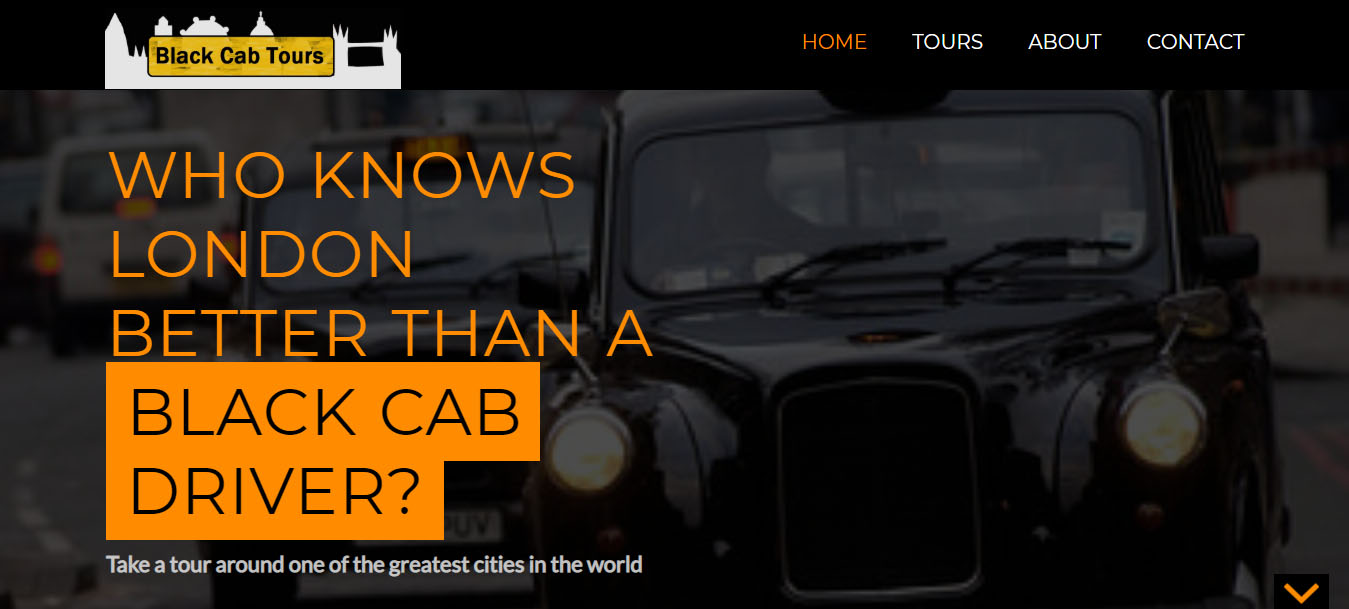 Black Cab Tours
HOME TOURS ABOUT CONTACT
WHO KNOWS
LONDON
BETTER THAN A
BLACK CAB
DRIVER?
PUV
Take a tour around one of the greatest cities in the world